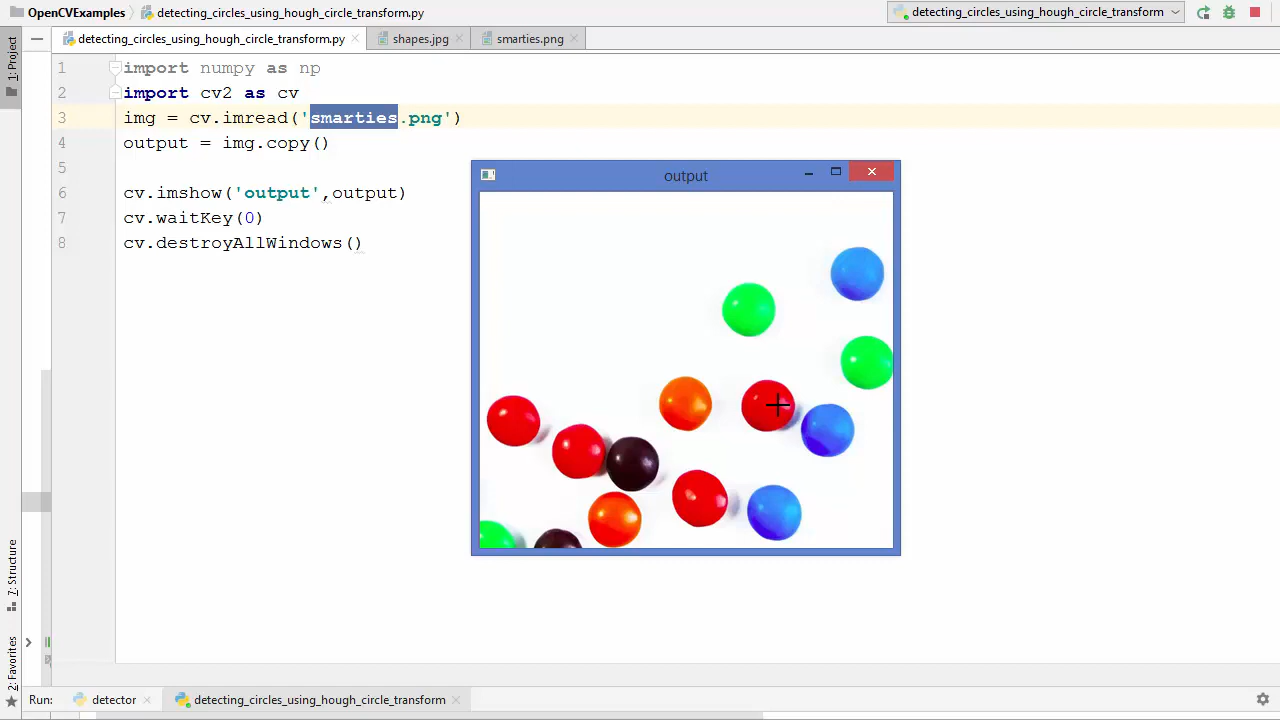 OpenCVExamples detecting_circles_using_hough_circle_transform.py detecting_circles_using_hough_circle_transform
1: Project
detecting_circles_using_hough_circle_transform.py shapes.jpg smarties.png
1 import numpy as np
2 import cv2 as cv
3 img = cv.imread('smarties.png')
4 output = img.copy()
5
6 cv.imshow('output',output)
7 cv.waitKey(0)
8 cv.destroyAllWindows()
output
7: Structure
2: Favorites
Run: detector detecting_circles_using_hough_circle_transform